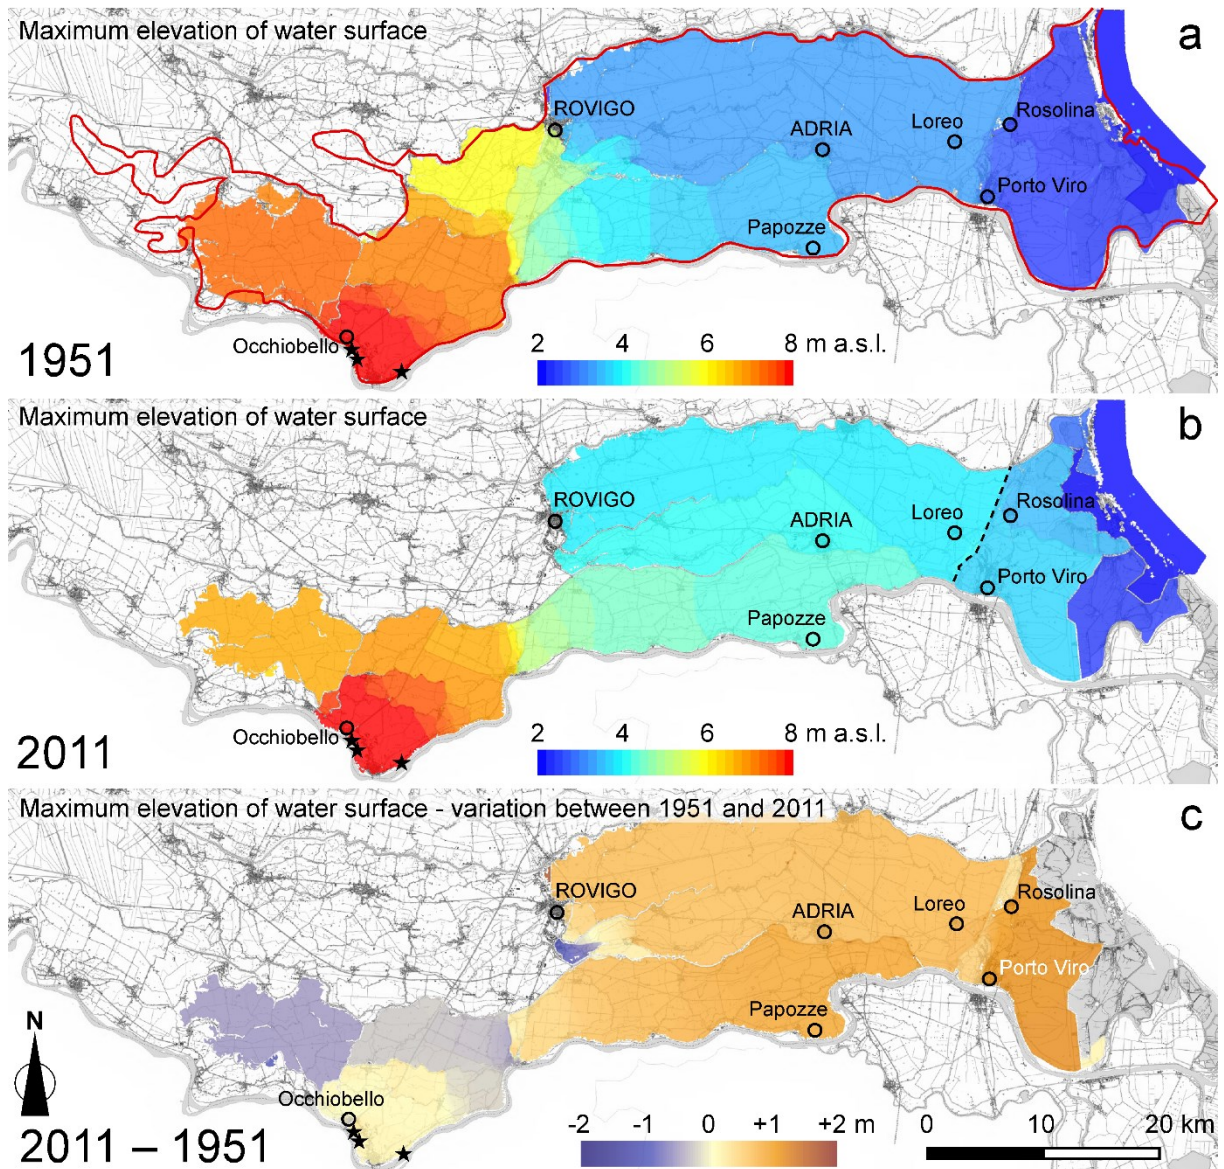 Maximum elevation of water surface
a
ROVIGO
ADRIA
Loreo
Rosolina
Porto Viro
Papozze
Occhiobello
2 4 6 8 m a.s.l.
1951
Maximum elevation of water surface
b
ROVIGO
ADRIA
Loreo
Rosolina
Porto Viro
Papozze
Occhiobello
2 4 6 8 m a.s.l.
2011
Maximum elevation of water surface - variation between 1951 and 2011
c
ROVIGO
ADRIA
Loreo
Rosolina
Porto Viro
Papozze
N
Occhiobello
-2 -1 0 +1 +2 m
0 10 20 km
2011 – 1951